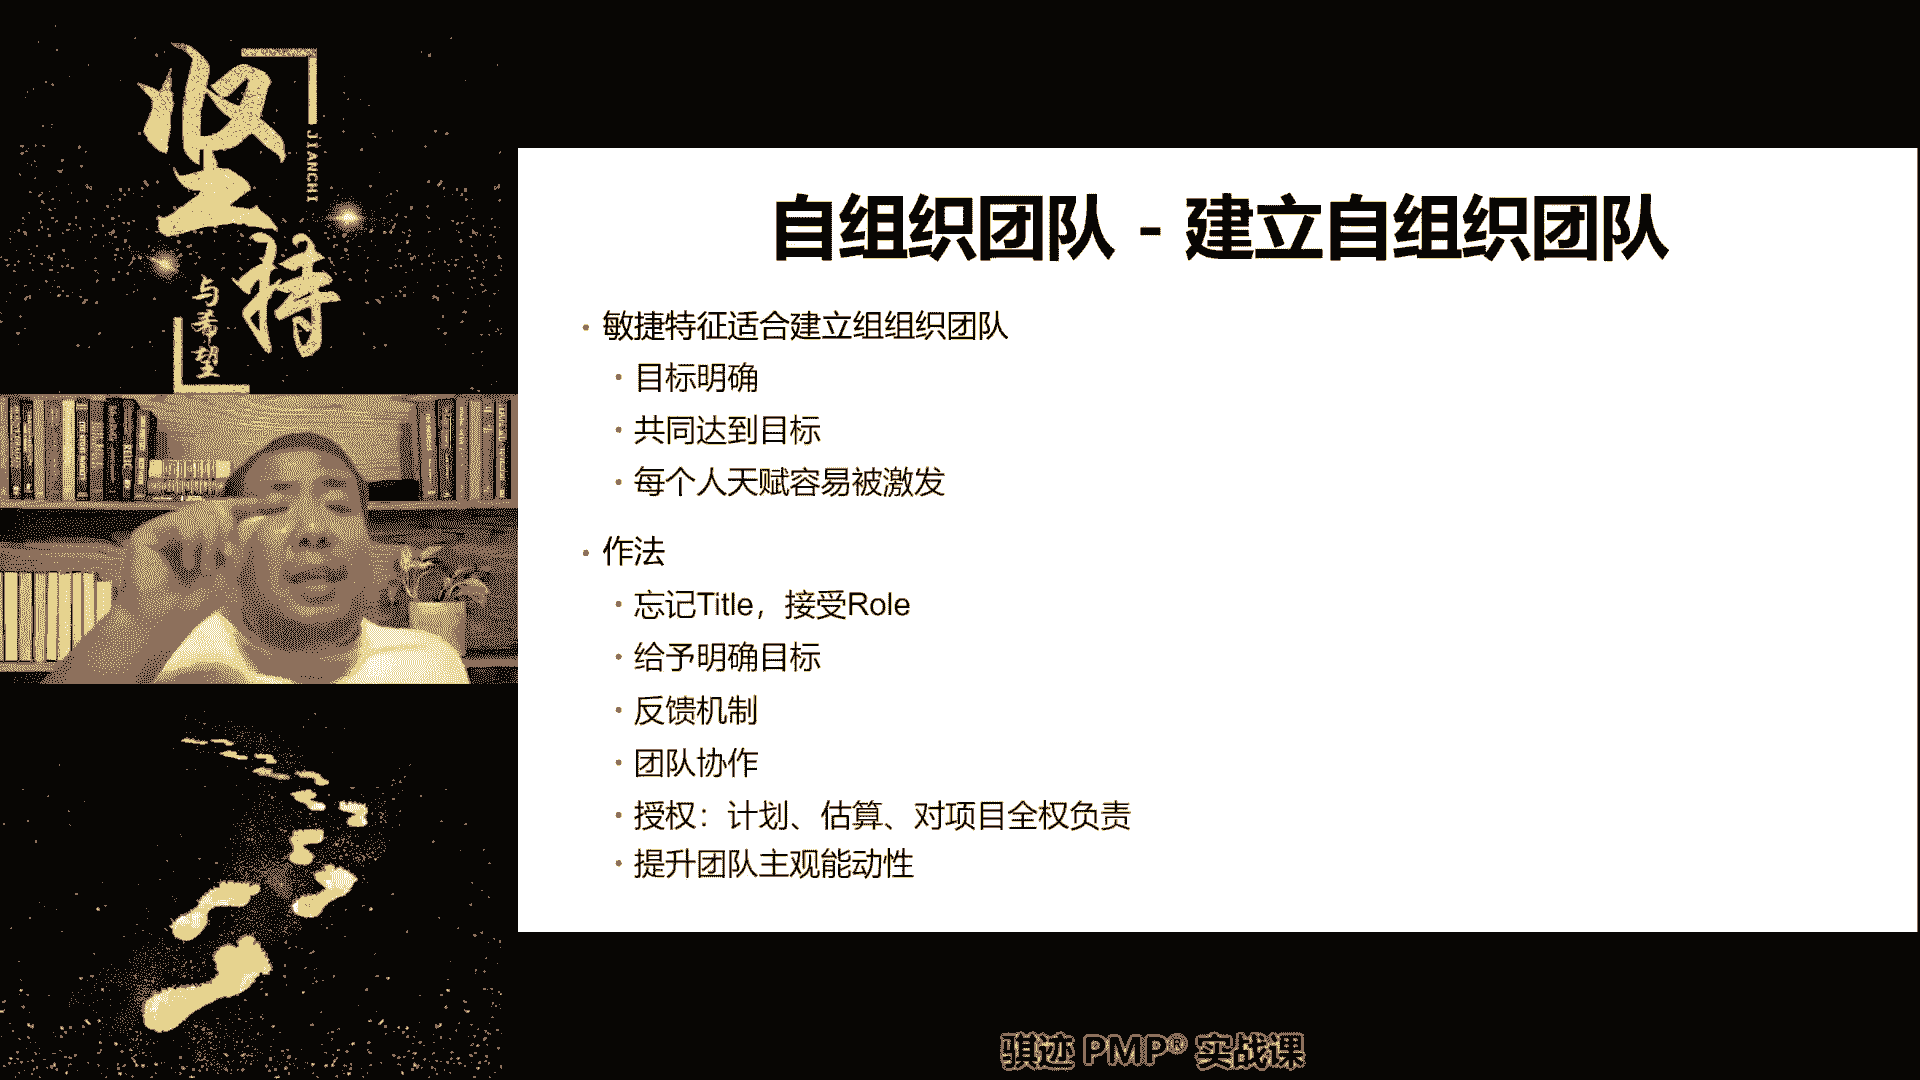 坚持
JIANCHI
与希望
自组织团队 - 建立自组织团队
· 敏捷特征适合建立组组织团队
· 目标明确
· 共同达到目标
· 每个人天赋容易被激发
· 作法
· 忘记Title，接受Role
· 给予明确目标
· 反馈机制
· 团队协作
· 授权：计划、估算、对项目全权负责
· 提升团队主观能动性
骐迹 PMP® 实战课